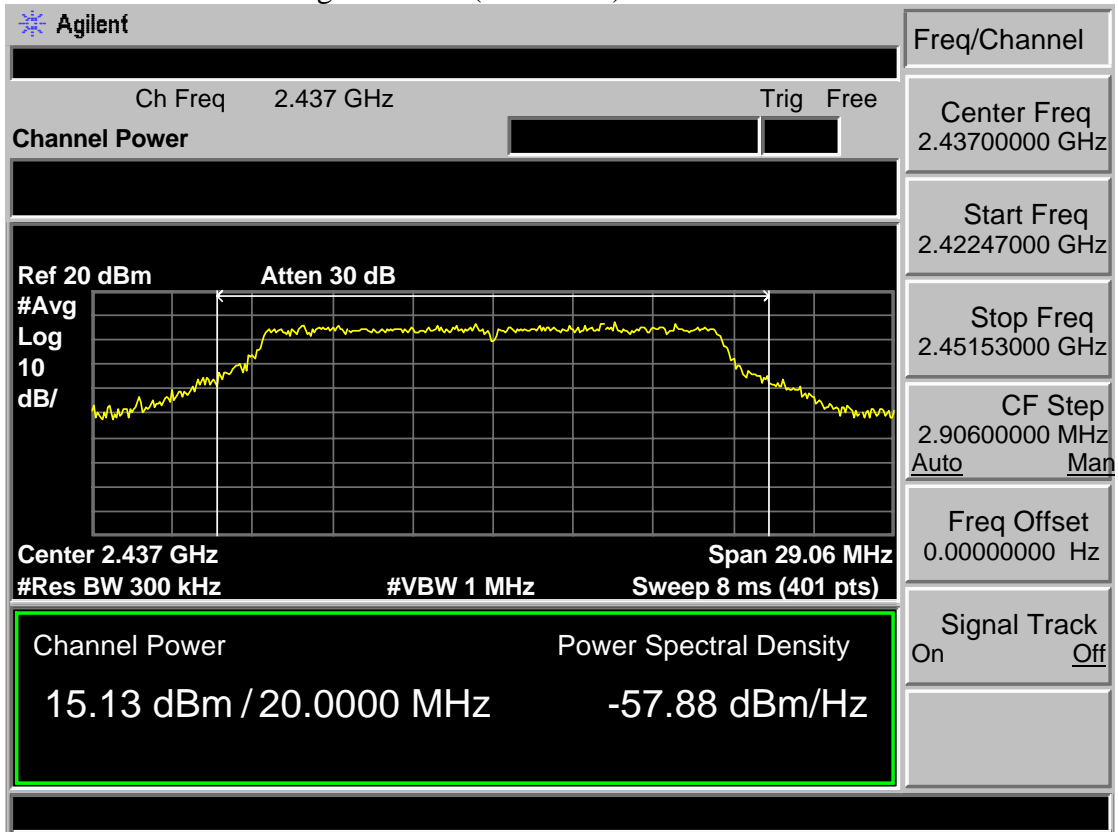 Agilent
Freq/Channel
Ch Freq 2.437 GHz Trig Free
Channel Power
Center Freq
2.43700000 GHz
Start Freq
2.42247000 GHz
Stop Freq
2.45153000 GHz
CF Step
2.90600000 MHz
Auto Man
Freq Offset
0.00000000 Hz
Signal Track
On Off
Ref 20 dBm Atten 30 dB
#Avg
Log
10
dB/
Center 2.437 GHz Span 29.06 MHz
#Res BW 300 kHz #VBW 1 MHz Sweep 8 ms (401 pts)
Channel Power Power Spectral Density
15.13 dBm / 20.0000 MHz -57.88 dBm/Hz